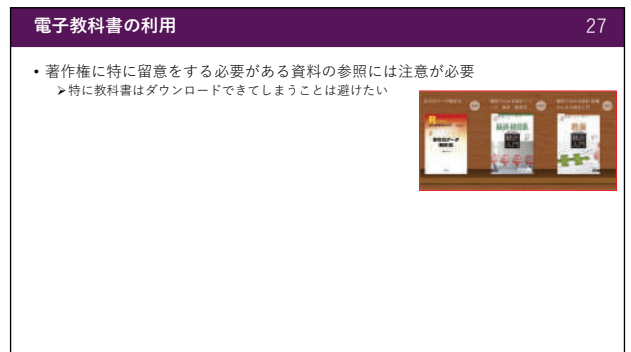 電子教科書の利用
27
• 著作権に特に留意をする必要がある資料の参照には注意が必要
➤特に教科書はダウンロードできてしまうことは避けたい